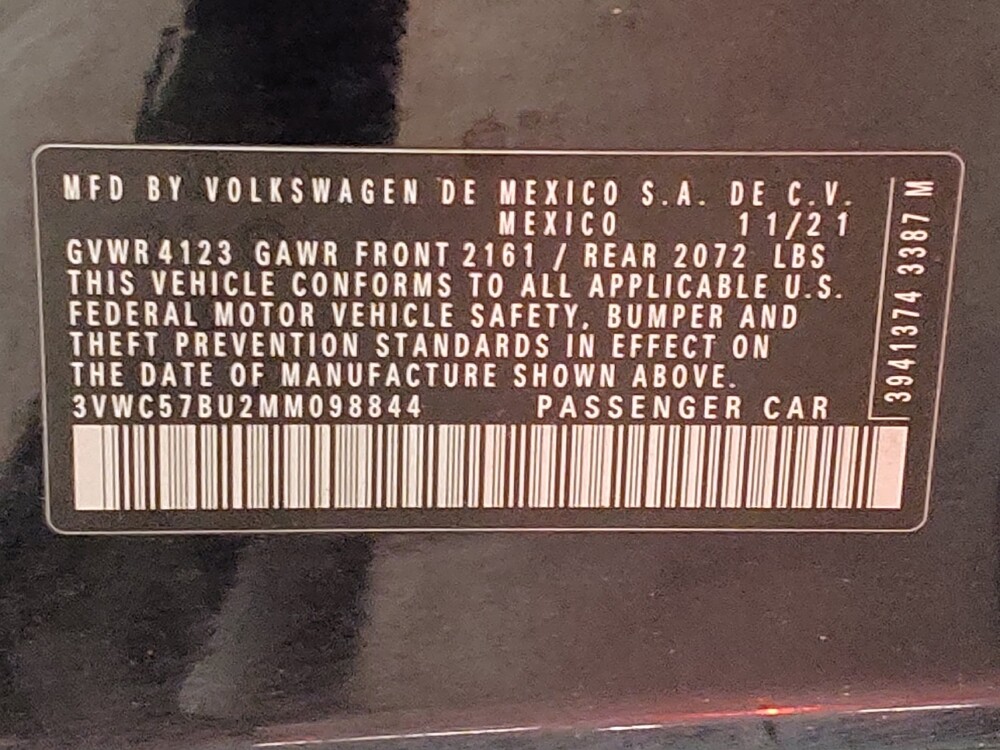 MFD BY VOLKSWAGEN DE MEXICO S.A. DE C.V.
MEXICO 11/21
GVWR 4123 GAWR FRONT 2161 / REAR 2072 LBS
THIS VEHICLE CONFORMS TO ALL APPLICABLE U.S.
FEDERAL MOTOR VEHICLE SAFETY, BUMPER AND
THEFT PREVENTION STANDARDS IN EFFECT ON
THE DATE OF MANUFACTURE SHOWN ABOVE.
3VWC57BU2MM098844 PASSENGER CAR
3941374 3387 M